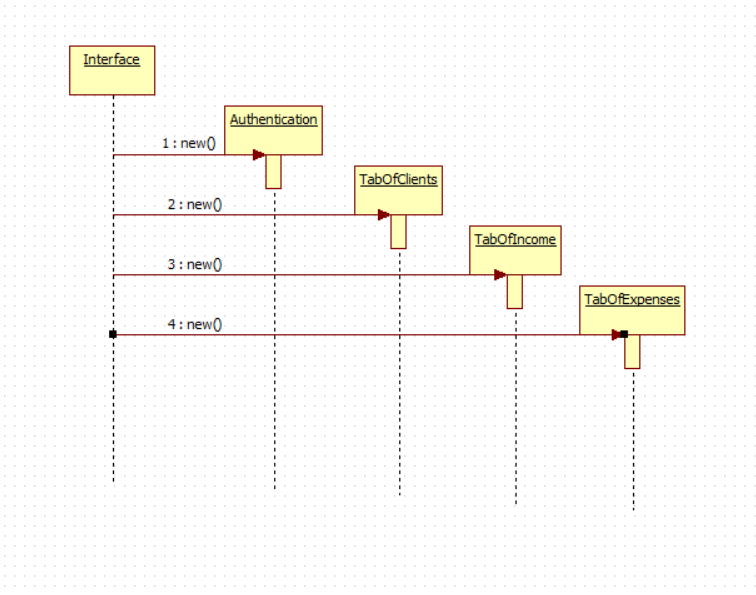 Interface
Authentication
1 : new()
TabOfClients
2 : new()
TabOfIncome
3 : new()
TabOfExpenses
4 : new()